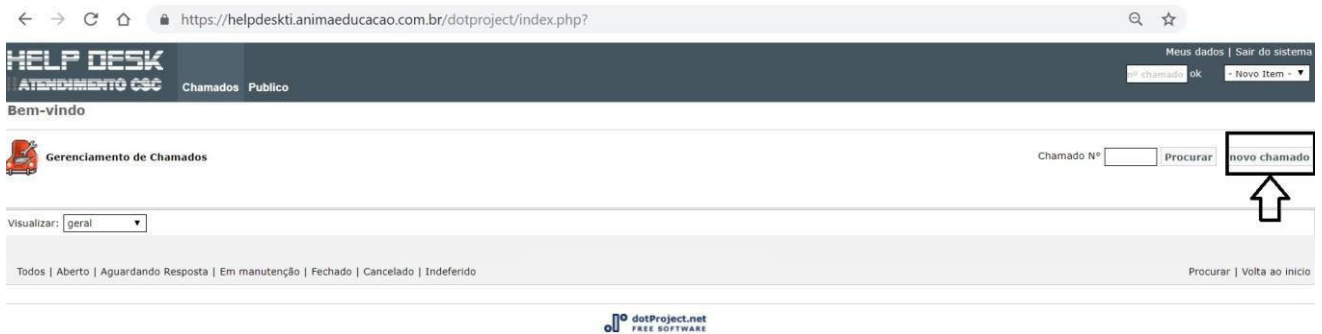 https://helpdeskti.animaeducacao.com.br/dotproject/index.php?
HELP DESK
ATENDIMENTO CSC
Chamados Publico
Meus dados | Sair do sistema
nº chamado ok - Novo Item -
Bem-vindo
Gerenciamento de Chamados
Chamado Nº Procurar novo chamado
Visualizar: geral
Todos | Aberto | Aguardando Resposta | Em manutenção | Fechado | Cancelado | Indeferido
Procurar | Volta ao inicio
dotProject.net
FREE SOFTWARE